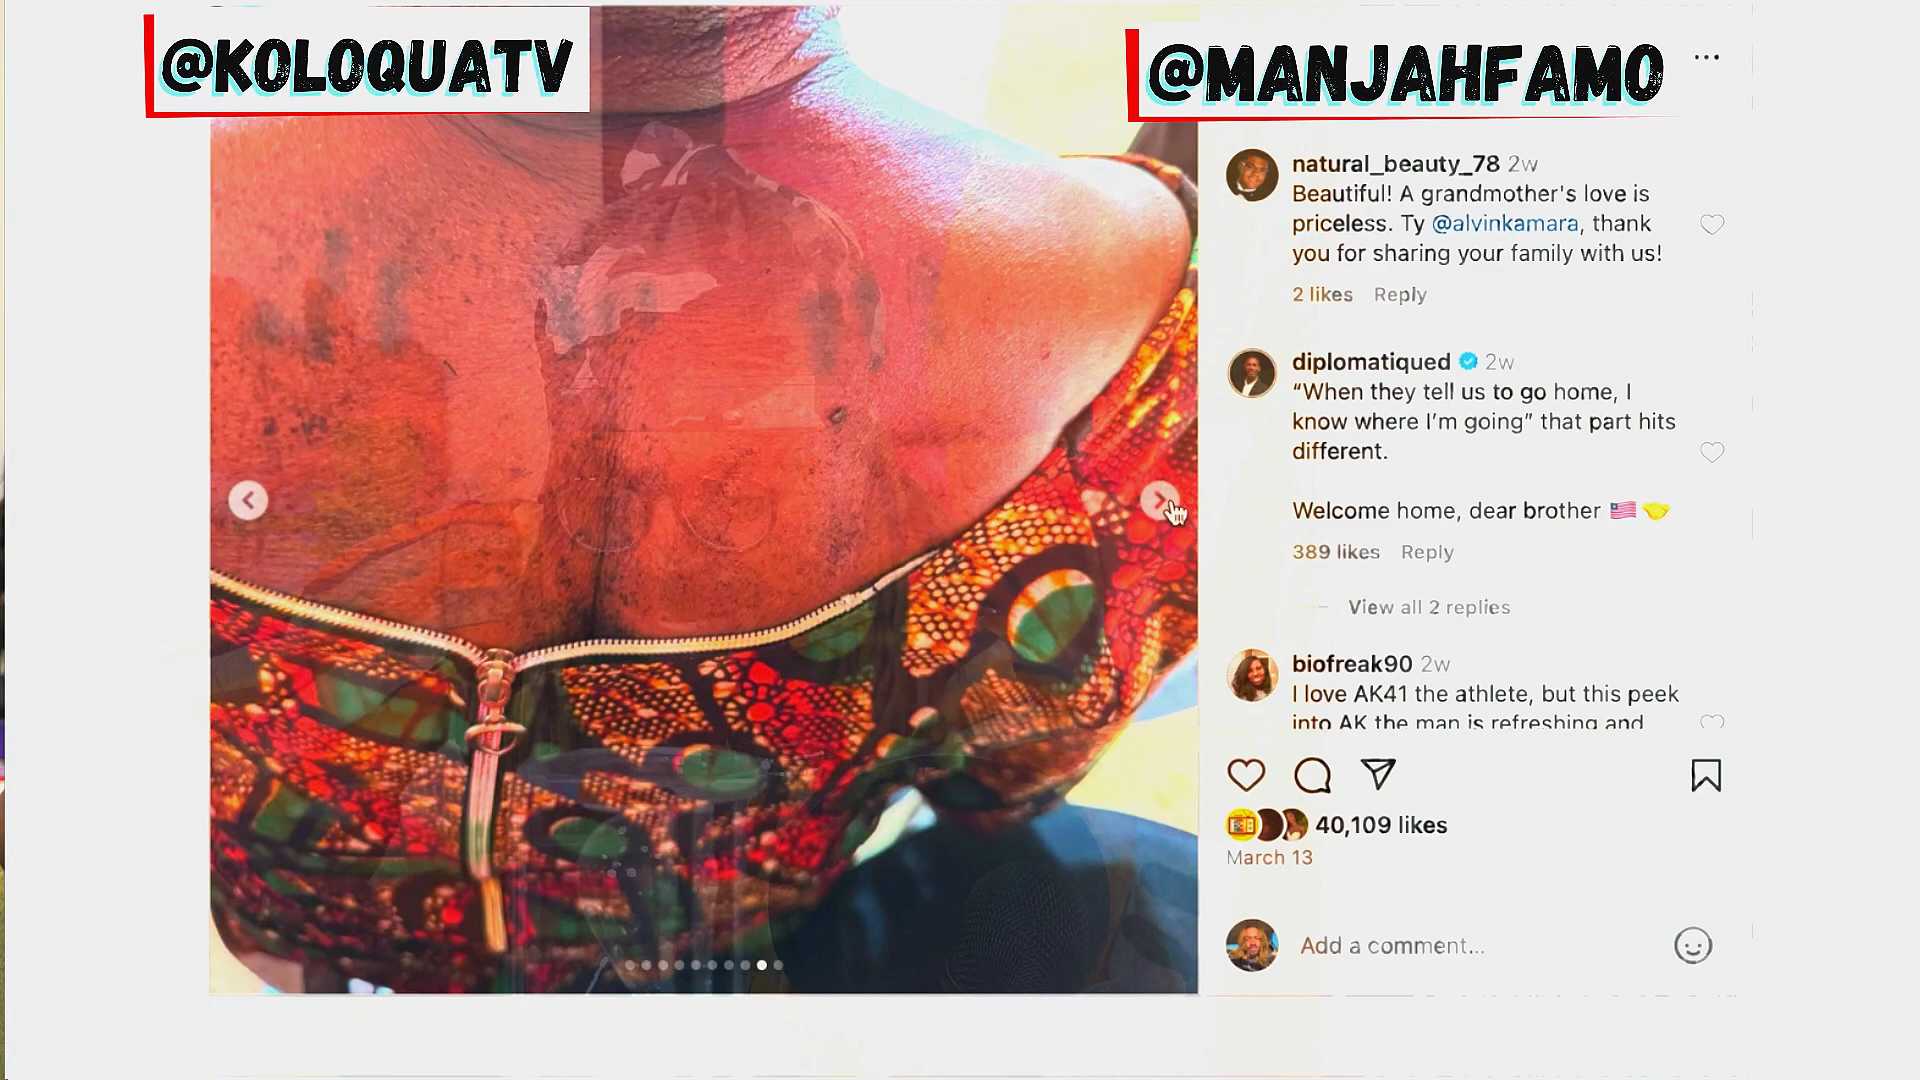 @KOLOQUATV
@MANJAHFAMO
natural_beauty_78 2w
Beautiful! A grandmother's love is
priceless. Ty @alvinkamara, thank
you for sharing your family with us!
2 likes Reply
diplomatiqued 2w
“When they tell us to go home, I
know where I’m going” that part hits
different.
Welcome home, dear brother
389 likes Reply
View all 2 replies
biofreak90 2w
I love AK41 the athlete, but this peek
into AK the man is refreshing and
40,109 likes
March 13
Add a comment...